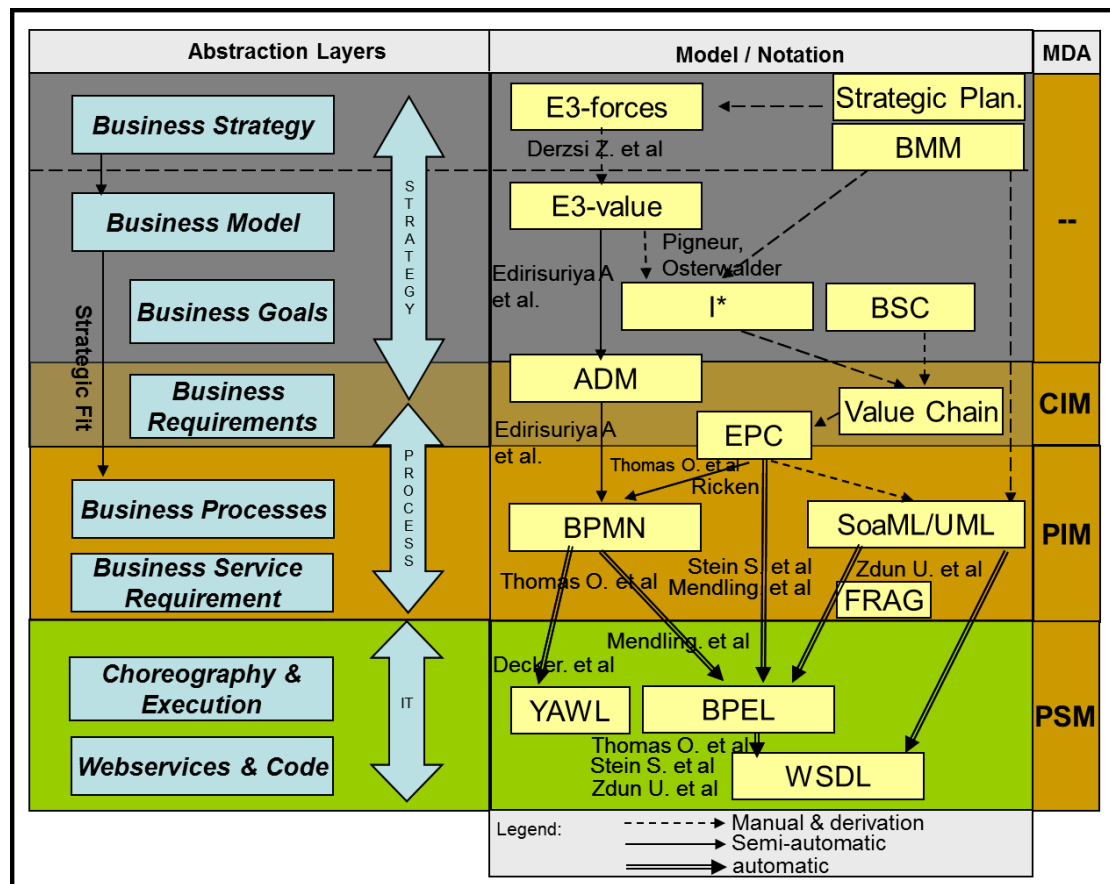 Abstraction Layers
Model / Notation
MDA
Business Strategy
Business Model
Business Goals
Business
Requirements
Business Processes
Business Service
Requirement
Choreography &
Execution
Webservices & Code
Strategic Fit
STRATEGY
PROCESS
IT
E3-forces
Strategic Plan.
BMM
Derzsi Z. et al
E3-value
Pigneur,
Osterwalder
Edirisuriya A
et al.
I*
BSC
ADM
Value Chain
EPC
Edirisuriya A
et al.
Thomas O. et al
Ricken
BPMN
SoaML/UML
Thomas O. et al
Stein S. et al
Mendling. et al
Zdun U. et al
FRAG
Mendling. et al
Decker. et al
YAWL
BPEL
Thomas O. et al
Stein S. et al
Zdun U. et al
WSDL
--
CIM
PIM
PSM
Legend:
Manual & derivation
Semi-automatic
automatic